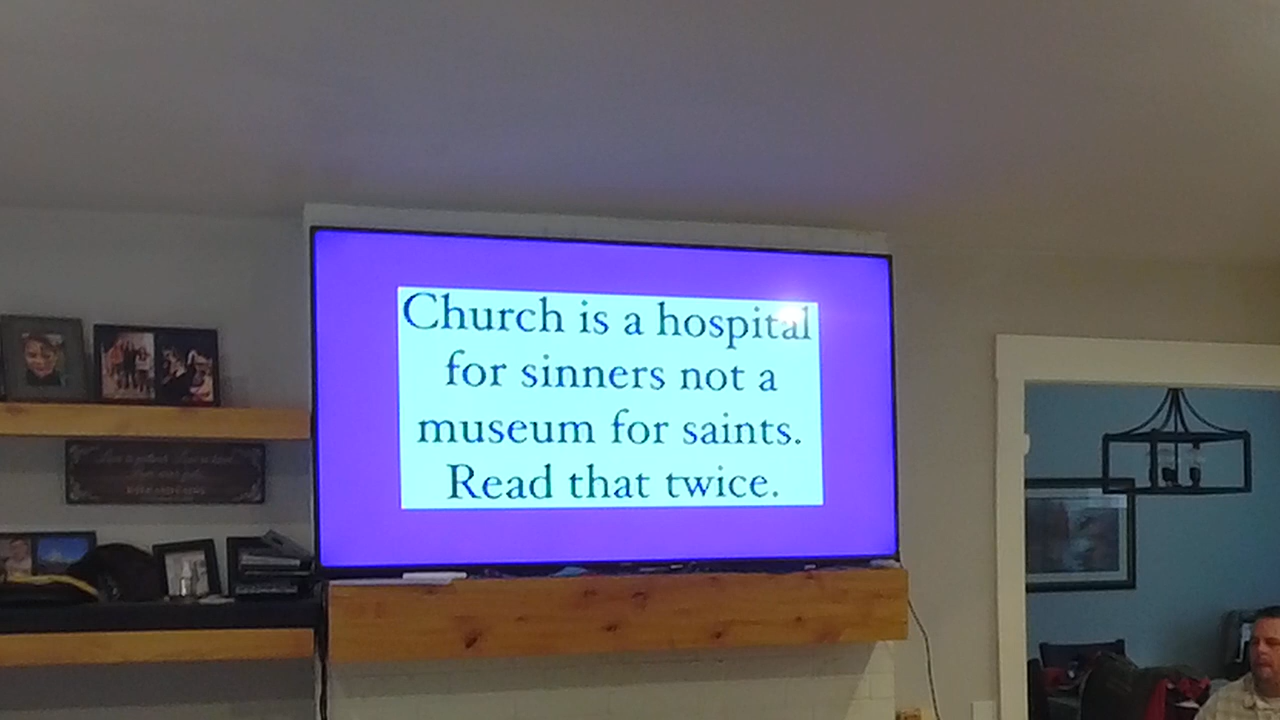 Church is a hospital
for sinners not a
museum for saints.
Read that twice.